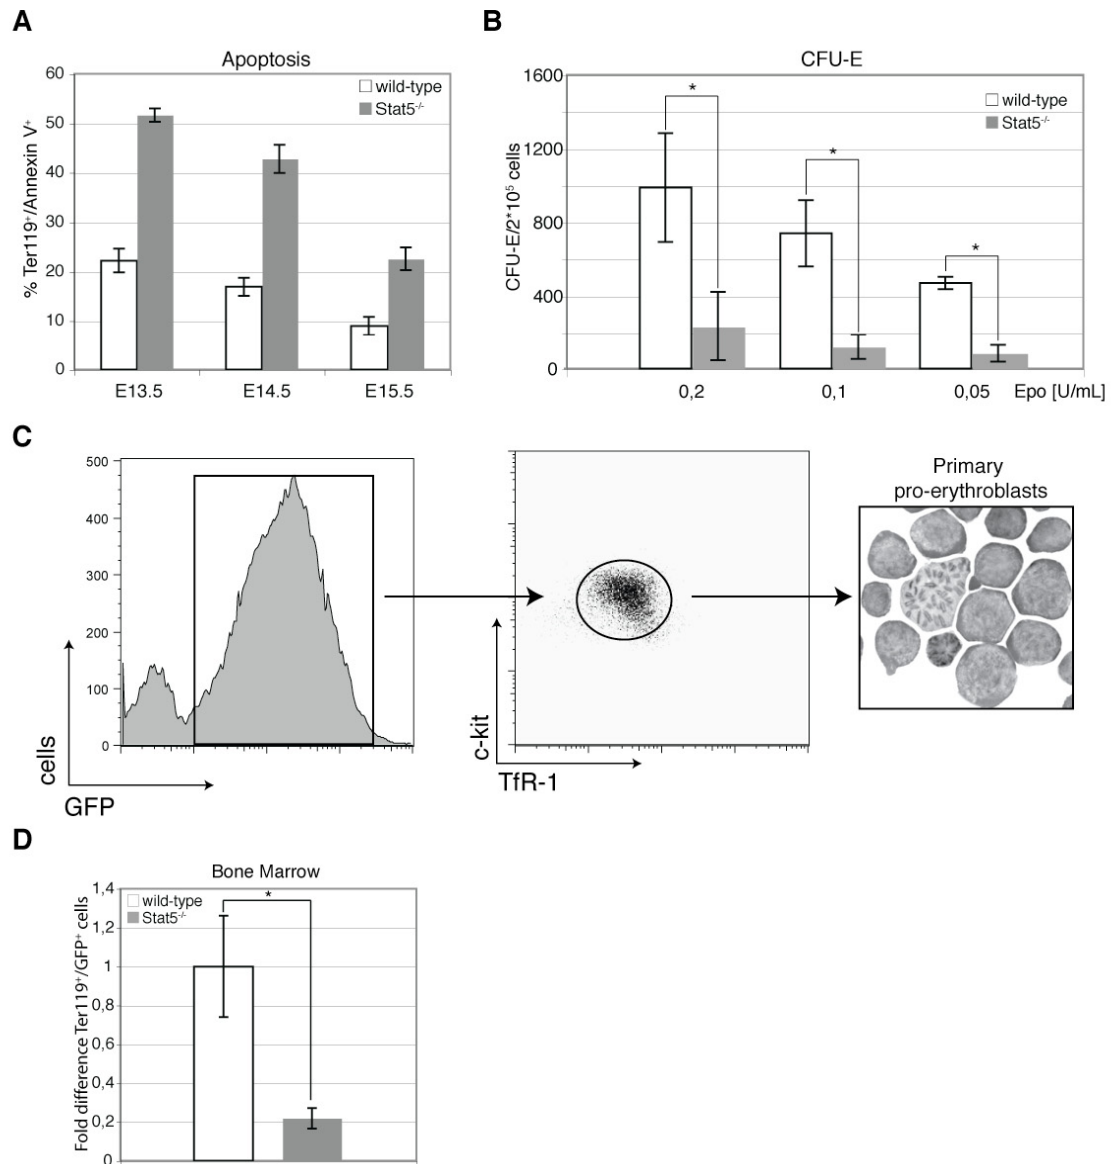 A
Apoptosis
% Ter119⁺/Annexin V⁺
60
50
40
30
20
10
0
wild-type
Stat5⁻/⁻
E13.5
E14.5
E15.5
B
CFU-E
CFU-E/2*10⁵ cells
1600
1200
800
400
0
wild-type
Stat5⁻/⁻
*
*
*
0,2
0,1
0,05
Epo [U/mL]
C
500
400
300
200
100
0
cells
GFP
c-kit
TfR-1
Primary
pro-erythroblasts
D
Bone Marrow
Fold difference Ter119⁺/GFP⁺ cells
1,4
1,2
1
0,8
0,6
0,4
0,2
0
wild-type
Stat5⁻/⁻
*